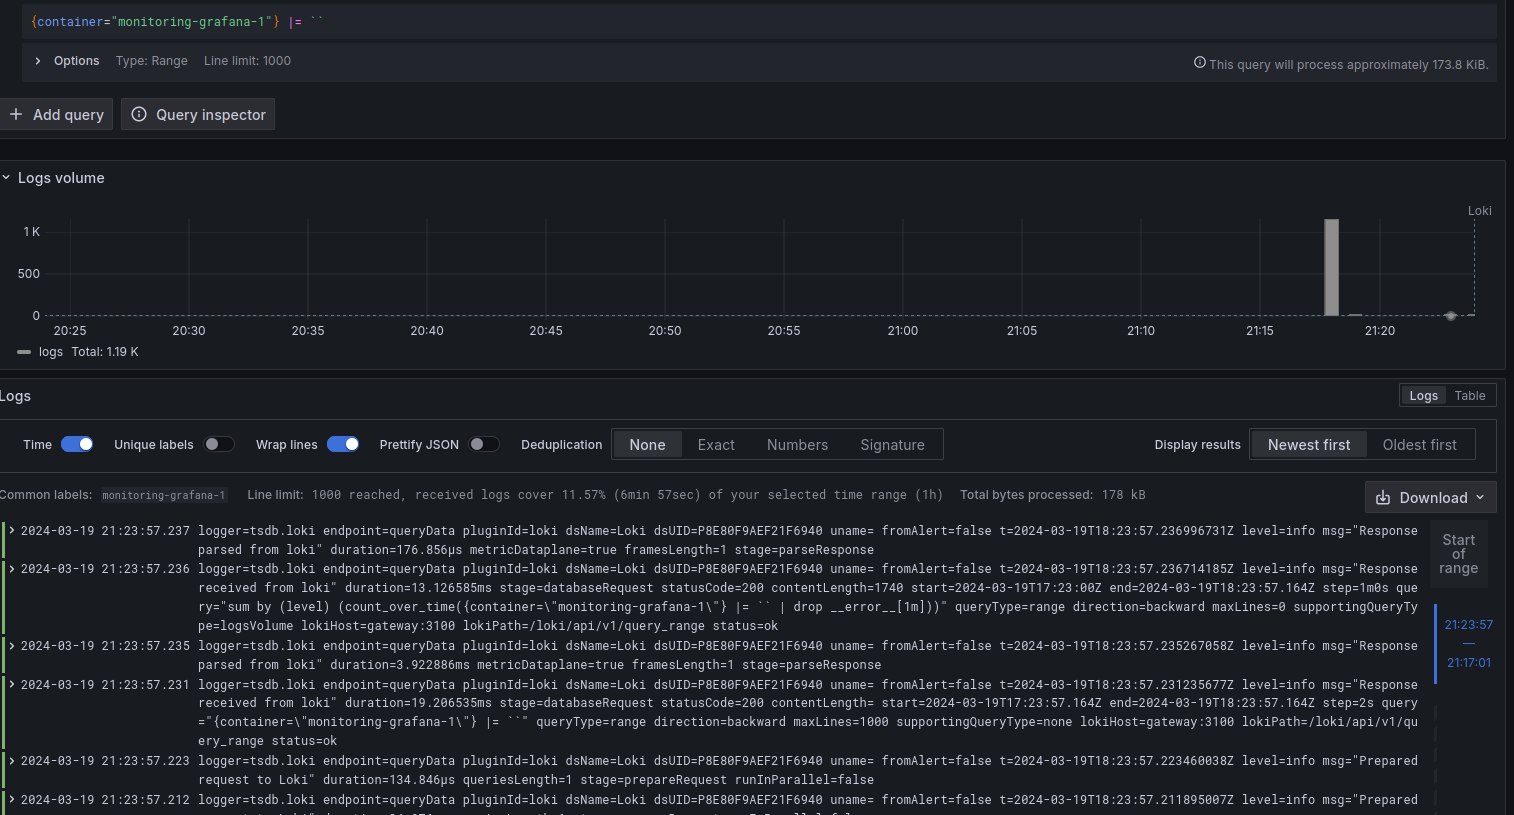 {container="monitoring-grafana-1"} |= ``
Options Type: Range Line limit: 1000 This query will process approximately 173.8 KiB.
Add query Query inspector
Logs volume
Loki
1 K
500
0
20:25 20:30 20:35 20:40 20:45 20:50 20:55 21:00 21:05 21:10 21:15 21:20
logs Total: 1.19 K
Logs Logs Table
Time Unique labels Wrap lines Prettify JSON Deduplication None Exact Numbers Signature Display results Newest first Oldest first
Common labels: monitoring-grafana-1 Line limit: 1000 reached, received logs cover 11.57% (6min 57sec) of your selected time range (1h) Total bytes processed: 178 kB Download
2024-03-19 21:23:57.237 logger=tsdb.loki endpoint=queryData pluginId=loki dsName=Loki dsUID=P8E80F9AEF21F6940 uname= fromAlert=false t=2024-03-19T18:23:57.236996731Z level=info msg="Response
parsed from loki" duration=176.856µs metricDataplane=true framesLength=1 stage=parseResponse
2024-03-19 21:23:57.236 logger=tsdb.loki endpoint=queryData pluginId=loki dsName=Loki dsUID=P8E80F9AEF21F6940 uname= fromAlert=false t=2024-03-19T18:23:57.236714185Z level=info msg="Response
received from loki" duration=13.126585ms stage=databaseRequest statusCode=200 contentLength=1740 start=2024-03-19T17:23:00Z end=2024-03-19T18:23:57.164Z step=1m0s que
ry="sum by (level) (count_over_time({container=\"monitoring-grafana-1\"} |= `` | drop __error__[1m]))" queryType=range direction=backward maxLines=0 supportingQueryTy
pe=logsVolume lokiHost=gateway:3100 lokiPath=/loki/api/v1/query_range status=ok
2024-03-19 21:23:57.235 logger=tsdb.loki endpoint=queryData pluginId=loki dsName=Loki dsUID=P8E80F9AEF21F6940 uname= fromAlert=false t=2024-03-19T18:23:57.235267058Z level=info msg="Response
parsed from loki" duration=3.922886ms metricDataplane=true framesLength=1 stage=parseResponse
2024-03-19 21:23:57.231 logger=tsdb.loki endpoint=queryData pluginId=loki dsName=Loki dsUID=P8E80F9AEF21F6940 uname= fromAlert=false t=2024-03-19T18:23:57.231235677Z level=info msg="Response
received from loki" duration=19.206535ms stage=databaseRequest statusCode=200 contentLength= start=2024-03-19T17:23:57.164Z end=2024-03-19T18:23:57.164Z step=2s query
="{container=\"monitoring-grafana-1\"} |= ``" queryType=range direction=backward maxLines=1000 supportingQueryType=none lokiHost=gateway:3100 lokiPath=/loki/api/v1/qu
ery_range status=ok
2024-03-19 21:23:57.223 logger=tsdb.loki endpoint=queryData pluginId=loki dsName=Loki dsUID=P8E80F9AEF21F6940 uname= fromAlert=false t=2024-03-19T18:23:57.223460038Z level=info msg="Prepared
request to Loki" duration=134.846µs queriesLength=1 stage=prepareRequest runInParallel=false
2024-03-19 21:23:57.212 logger=tsdb.loki endpoint=queryData pluginId=loki dsName=Loki dsUID=P8E80F9AEF21F6940 uname= fromAlert=false t=2024-03-19T18:23:57.211895007Z level=info msg="Prepared
Start
of
range
21:23:57
—
21:17:01